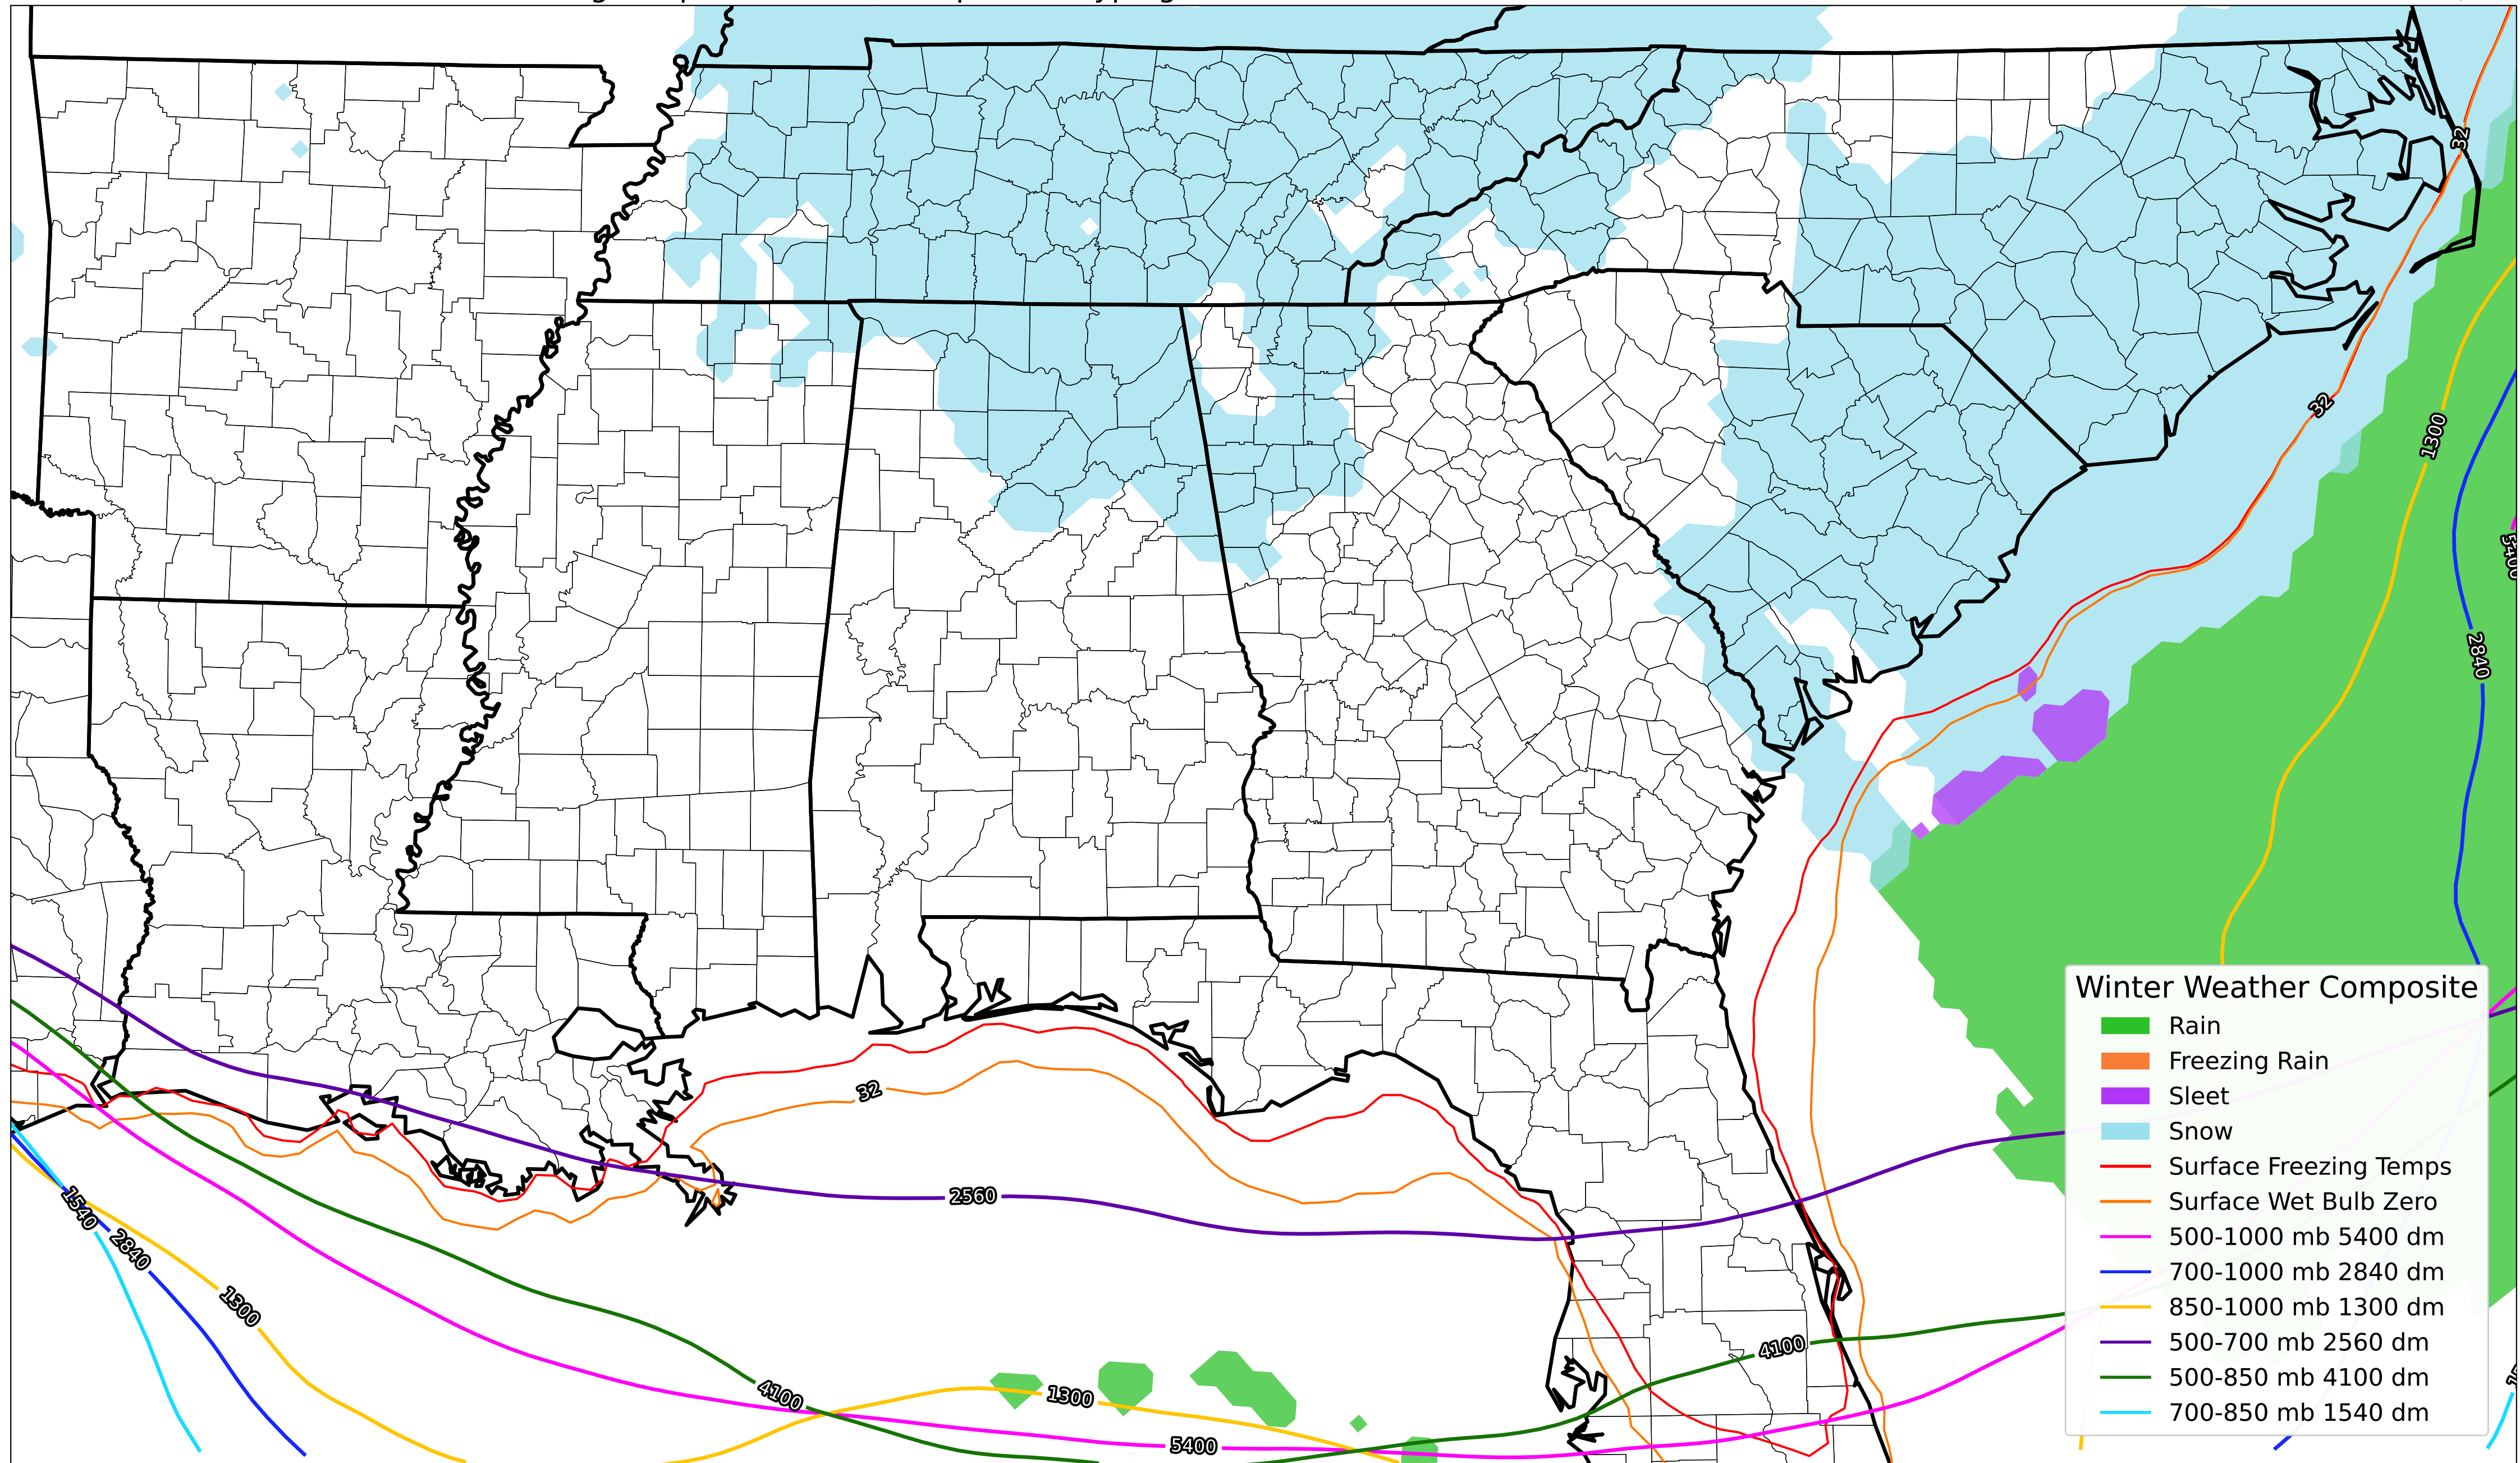 32
32
1300
5400
2840
32
2560
1540
2840
1300
4100
1300
4100
5400
Winter Weather Composite
Rain
Freezing Rain
Sleet
Snow
Surface Freezing Temps
Surface Wet Bulb Zero
500-1000 mb 5400 dm
700-1000 mb 2840 dm
850-1000 mb 1300 dm
500-700 mb 2560 dm
500-850 mb 4100 dm
700-850 mb 1540 dm